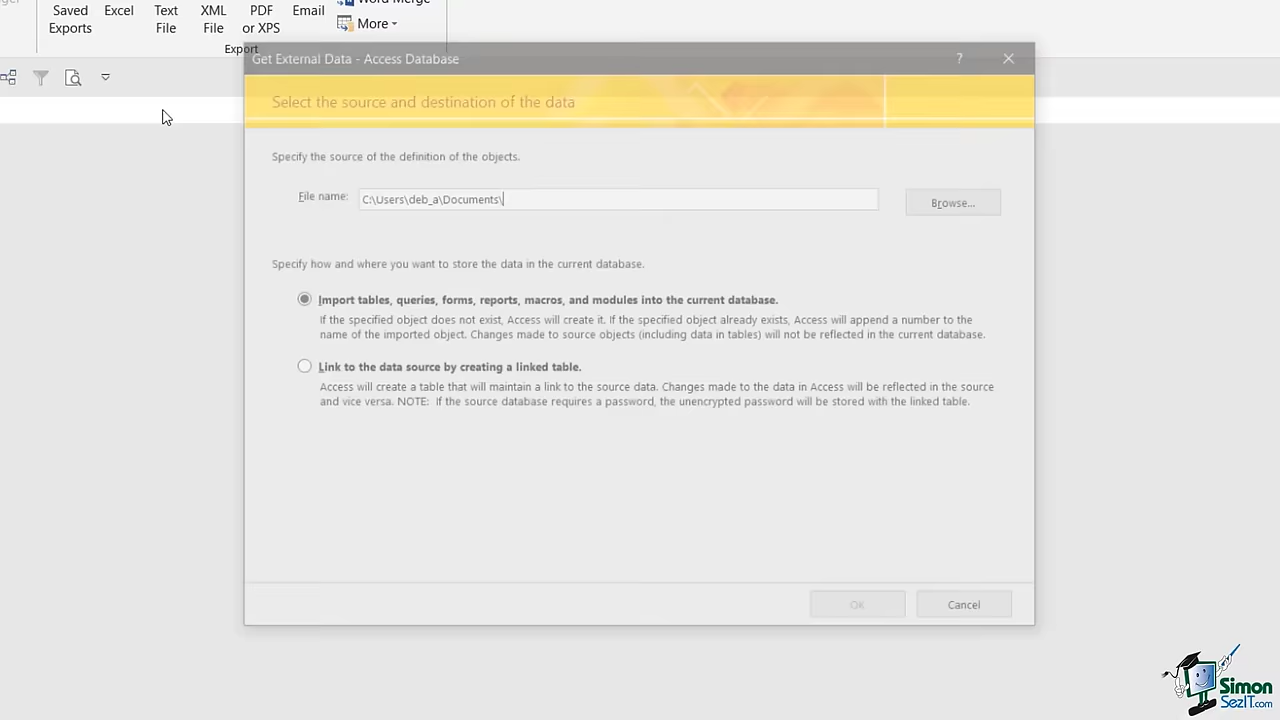 Saved
Exports
Excel
Text
File
XML
File
PDF
or XPS
Email
Word Merge
More
Export
Get External Data - Access Database
?
Select the source and destination of the data
Specify the source of the definition of the objects.
File name: C:\Users\deb_a\Documents\ Browse...
Specify how and where you want to store the data in the current database.
Import tables, queries, forms, reports, macros, and modules into the current database.
If the specified object does not exist, Access will create it. If the specified object already exists, Access will append a number to the
name of the imported object. Changes made to source objects (including data in tables) will not be reflected in the current database.
Link to the data source by creating a linked table.
Access will create a table that will maintain a link to the source data. Changes made to the data in Access will be reflected in the source
and vice versa. NOTE: If the source database requires a password, the unencrypted password will be stored with the linked table.
OK Cancel
Simon
SezIT.com